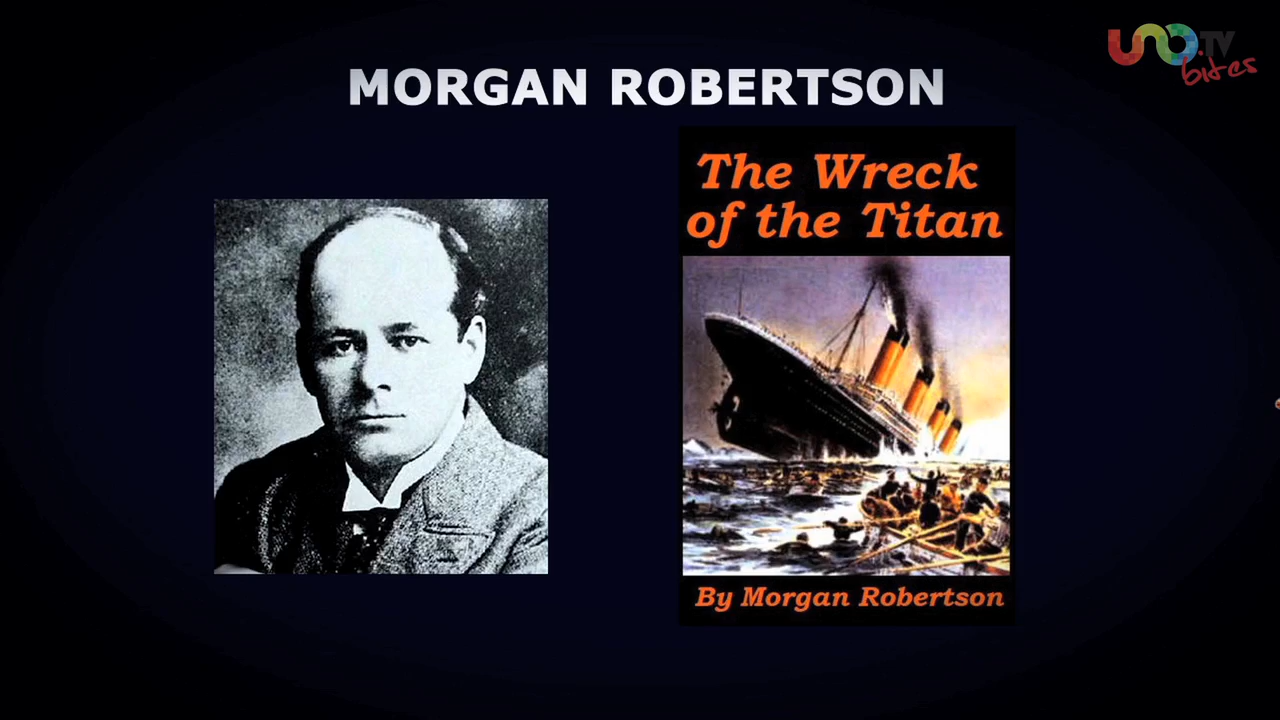 UNO.TV
bites
MORGAN ROBERTSON
The Wreck
of the Titan
By Morgan Robertson